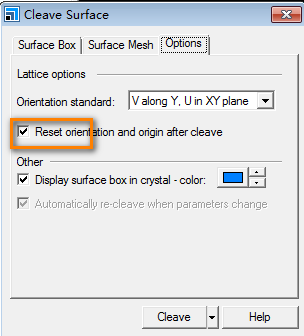 Cleave Surface
Surface Box Surface Mesh Options
Lattice options
Orientation standard: V along Y, U in XY plane
Reset orientation and origin after cleave
Other
Display surface box in crystal - color:
Automatically re-cleave when parameters change
Cleave Help